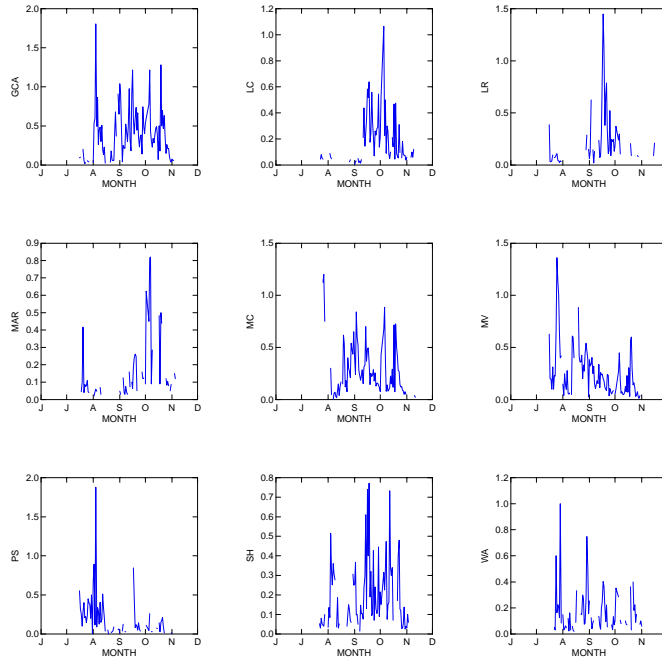 GCA
2.0
1.5
1.0
0.5
0.0
J J A S O N D
MONTH
LC
1.2
1.0
0.8
0.6
0.4
0.2
0.0
J J A S O N D
MONTH
LR
1.5
1.0
0.5
0.0
J J A S O N
MONTH
MAR
0.9
0.8
0.7
0.6
0.5
0.4
0.3
0.2
0.1
0.0
J J A S O N D
MONTH
MC
1.5
1.0
0.5
0.0
J J A S O N D
MONTH
MV
1.5
1.0
0.5
0.0
J J A S O N
MONTH
PS
2.0
1.5
1.0
0.5
0.0
J J A S O N D
MONTH
SH
0.8
0.7
0.6
0.5
0.4
0.3
0.2
0.1
0.0
J J A S O N D
MONTH
WA
1.2
1.0
0.8
0.6
0.4
0.2
0.0
J J A S O N
MONTH